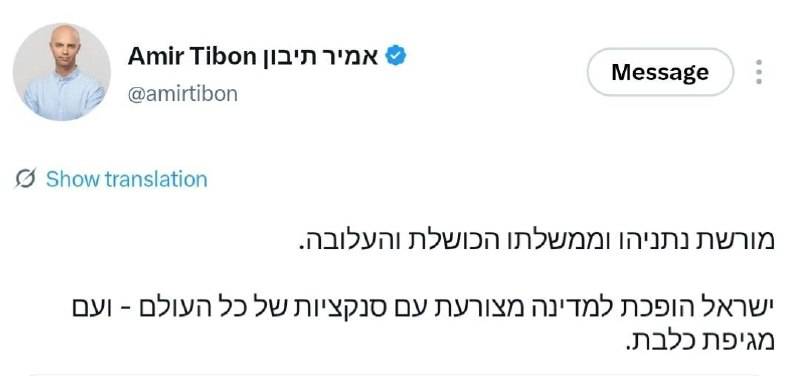 Amir Tibon אמיר תיבון
@amirtibon
Message
Show translation
מורשת נתניהו וממשלתו הכושלת והעלובה.
ישראל הופכת למדינה מצורעת עם סנקציות של כל העולם - ועם
מגיפת כלבת.